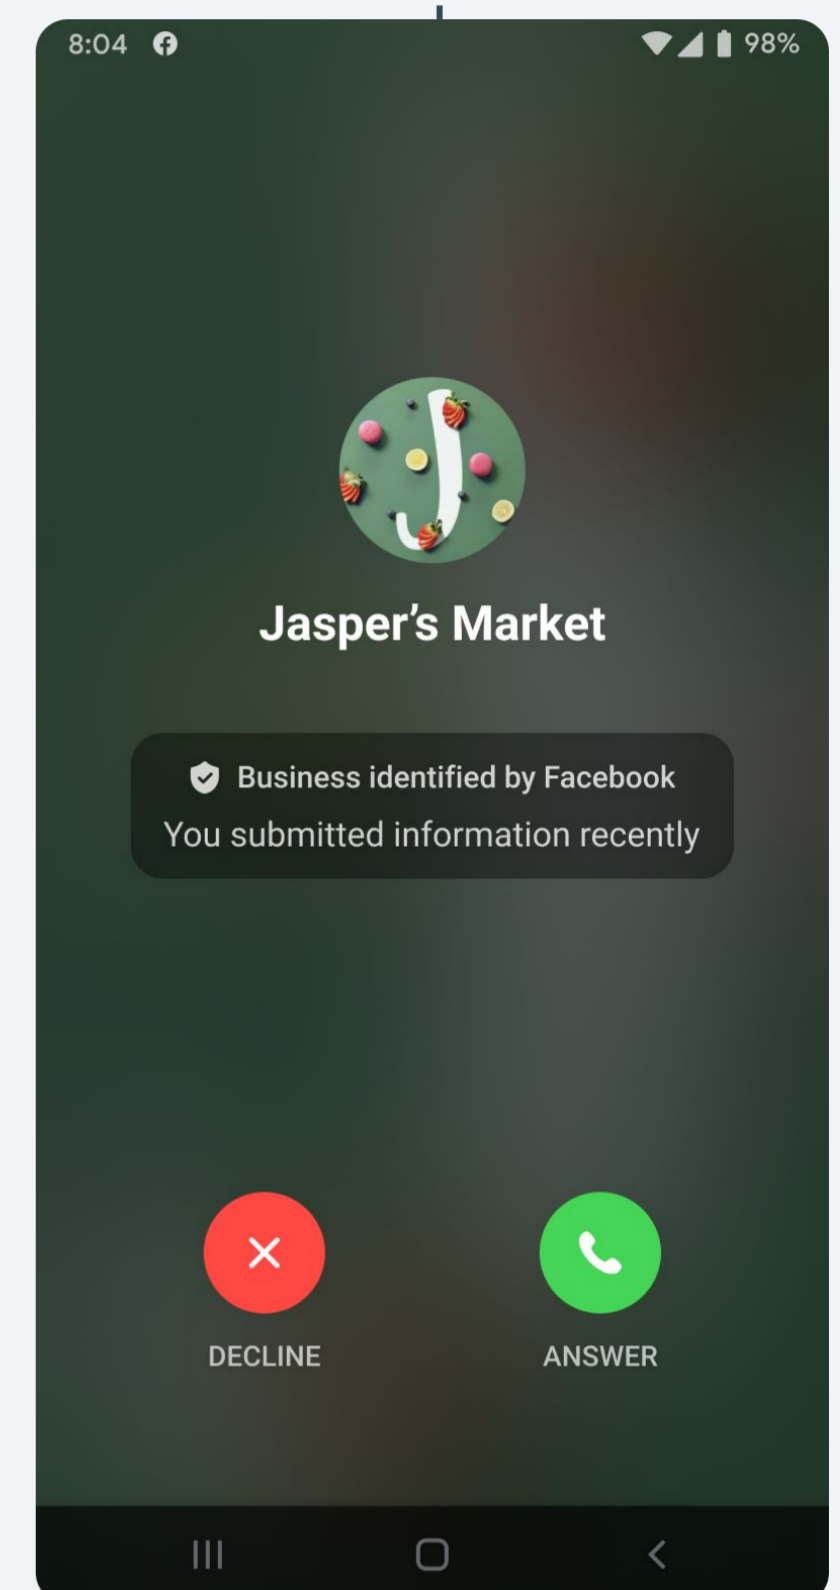 8:04
98%
J
Jasper’s Market
Business identified by Facebook
You submitted information recently
DECLINE
ANSWER